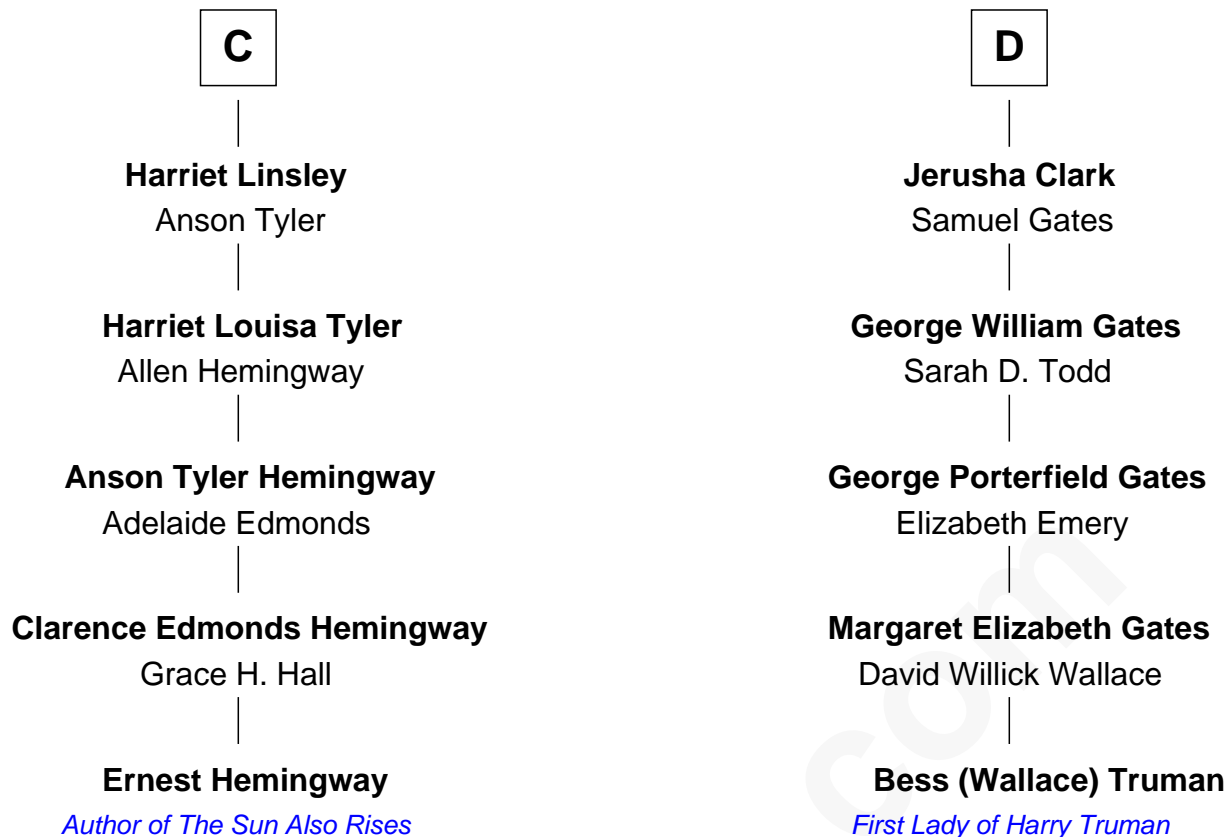 C
Harriet Linsley
Anson Tyler
Harriet Louisa Tyler
Allen Hemingway
Anson Tyler Hemingway
Adelaide Edmonds
Clarence Edmonds Hemingway
Grace H. Hall
Ernest Hemingway
Author of The Sun Also Rises
D
Jerusha Clark
Samuel Gates
George William Gates
Sarah D. Todd
George Porterfield Gates
Elizabeth Emery
Margaret Elizabeth Gates
David Willick Wallace
Bess (Wallace) Truman
First Lady of Harry Truman
com